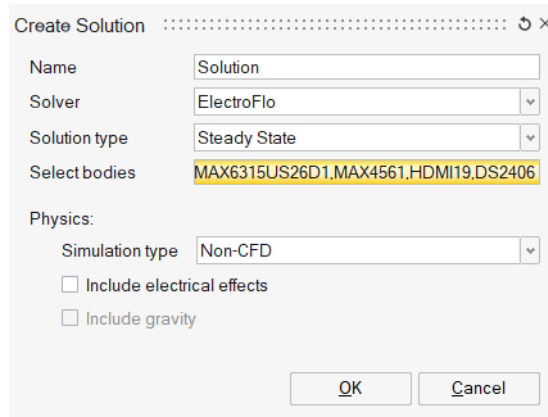 Create Solution
Name Solution
Solver ElectroFlo
Solution type Steady State
Select bodies MAX6315US26D1,MAX4561,HDMI19,DS2406
Physics:
Simulation type Non-CFD
Include electrical effects
Include gravity
OK Cancel